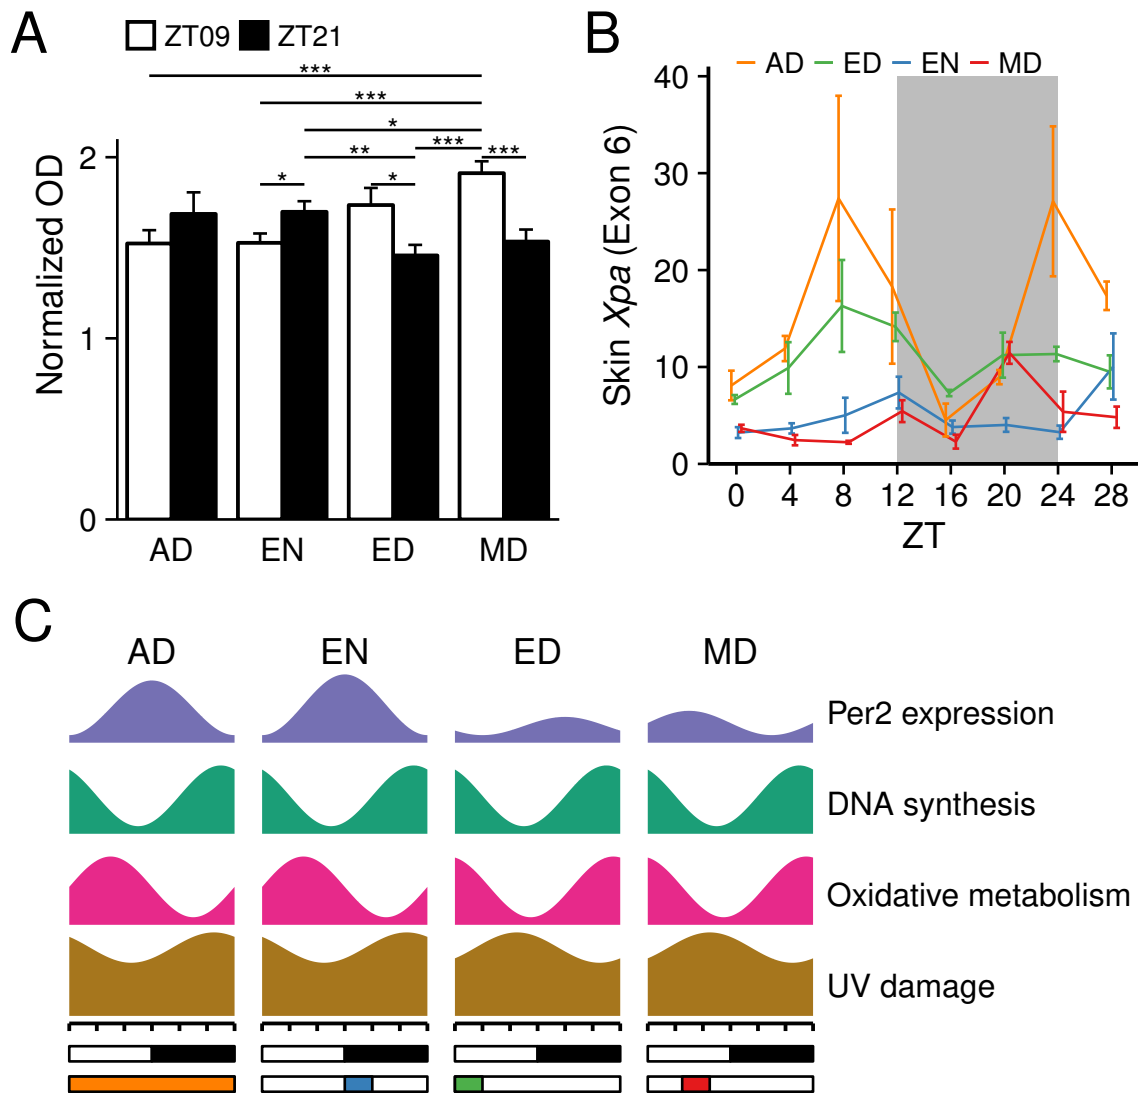 A
ZT09 ZT21
***
***
*
***
**
***
*
*
Normalized OD
2
1
0
AD EN ED MD
B
AD ED EN MD
Skin Xpa (Exon 6)
40
30
20
10
0
0 4 8 12 16 20 24 28
ZT
C
AD EN ED MD
Per2 expression
DNA synthesis
Oxidative metabolism
UV damage